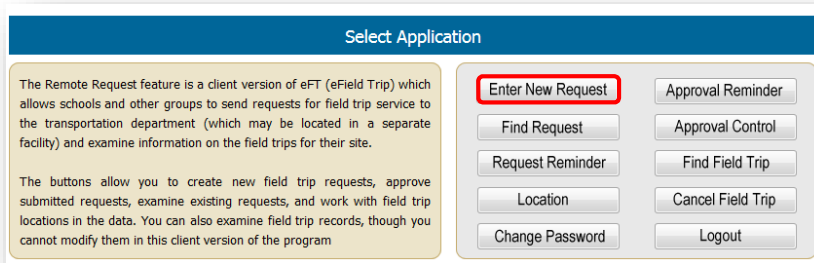 Select Application
The Remote Request feature is a client version of eFT (eField Trip) which
allows schools and other groups to send requests for field trip service to
the transportation department (which may be located in a separate
facility) and examine information on the field trips for their site.
The buttons allow you to create new field trip requests, approve
submitted requests, examine existing requests, and work with field trip
locations in the data. You can also examine field trip records, though you
cannot modify them in this client version of the program
Enter New Request
Approval Reminder
Find Request
Approval Control
Request Reminder
Find Field Trip
Location
Cancel Field Trip
Change Password
Logout